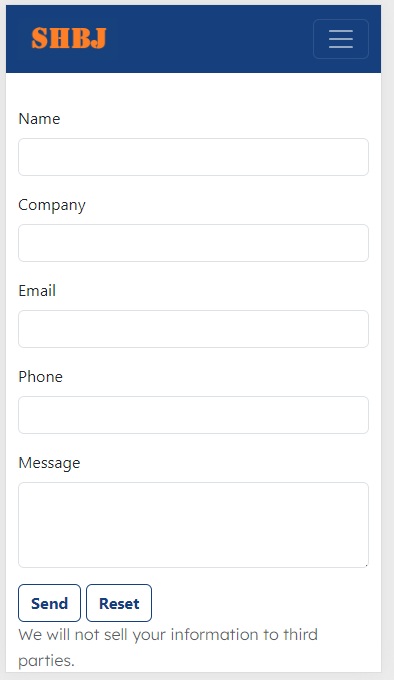 SHBJ
Name
Company
Email
Phone
Message
Send Reset
We will not sell your information to third
parties.